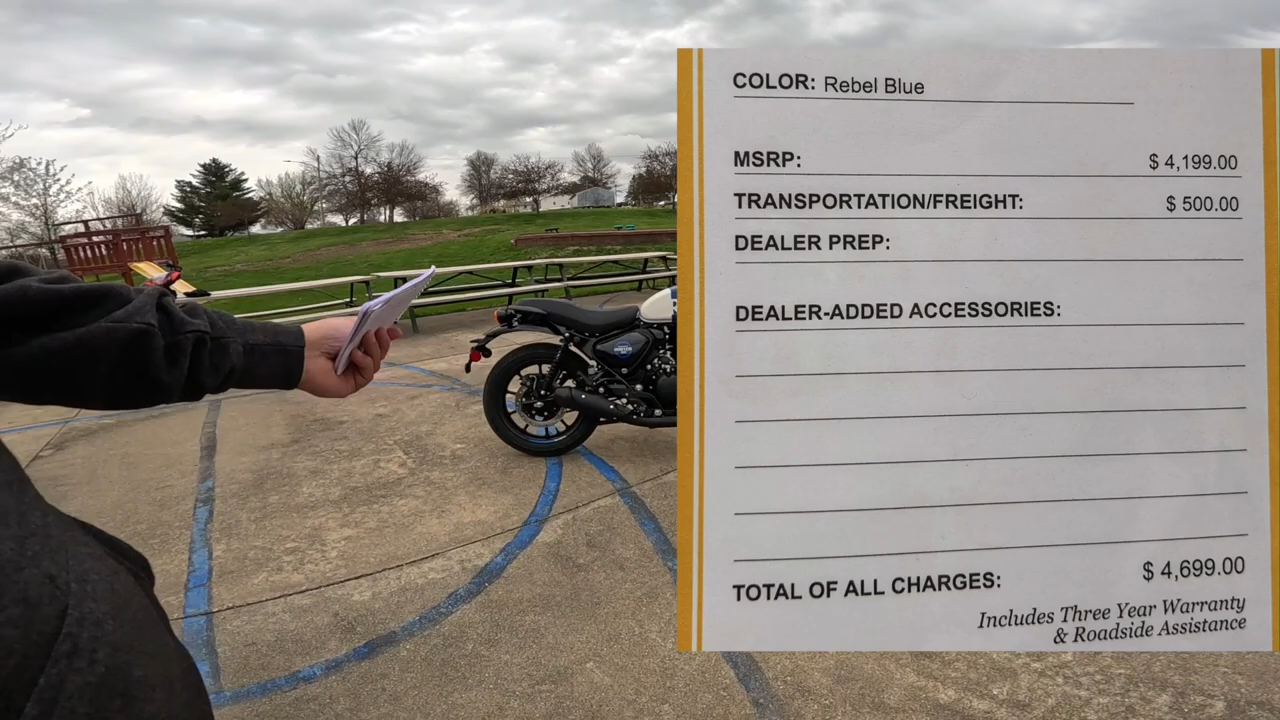 COLOR: Rebel Blue
MSRP: $ 4,199.00
TRANSPORTATION/FREIGHT: $ 500.00
DEALER PREP:
DEALER-ADDED ACCESSORIES:
TOTAL OF ALL CHARGES: $ 4,699.00
Includes Three Year Warranty
& Roadside Assistance